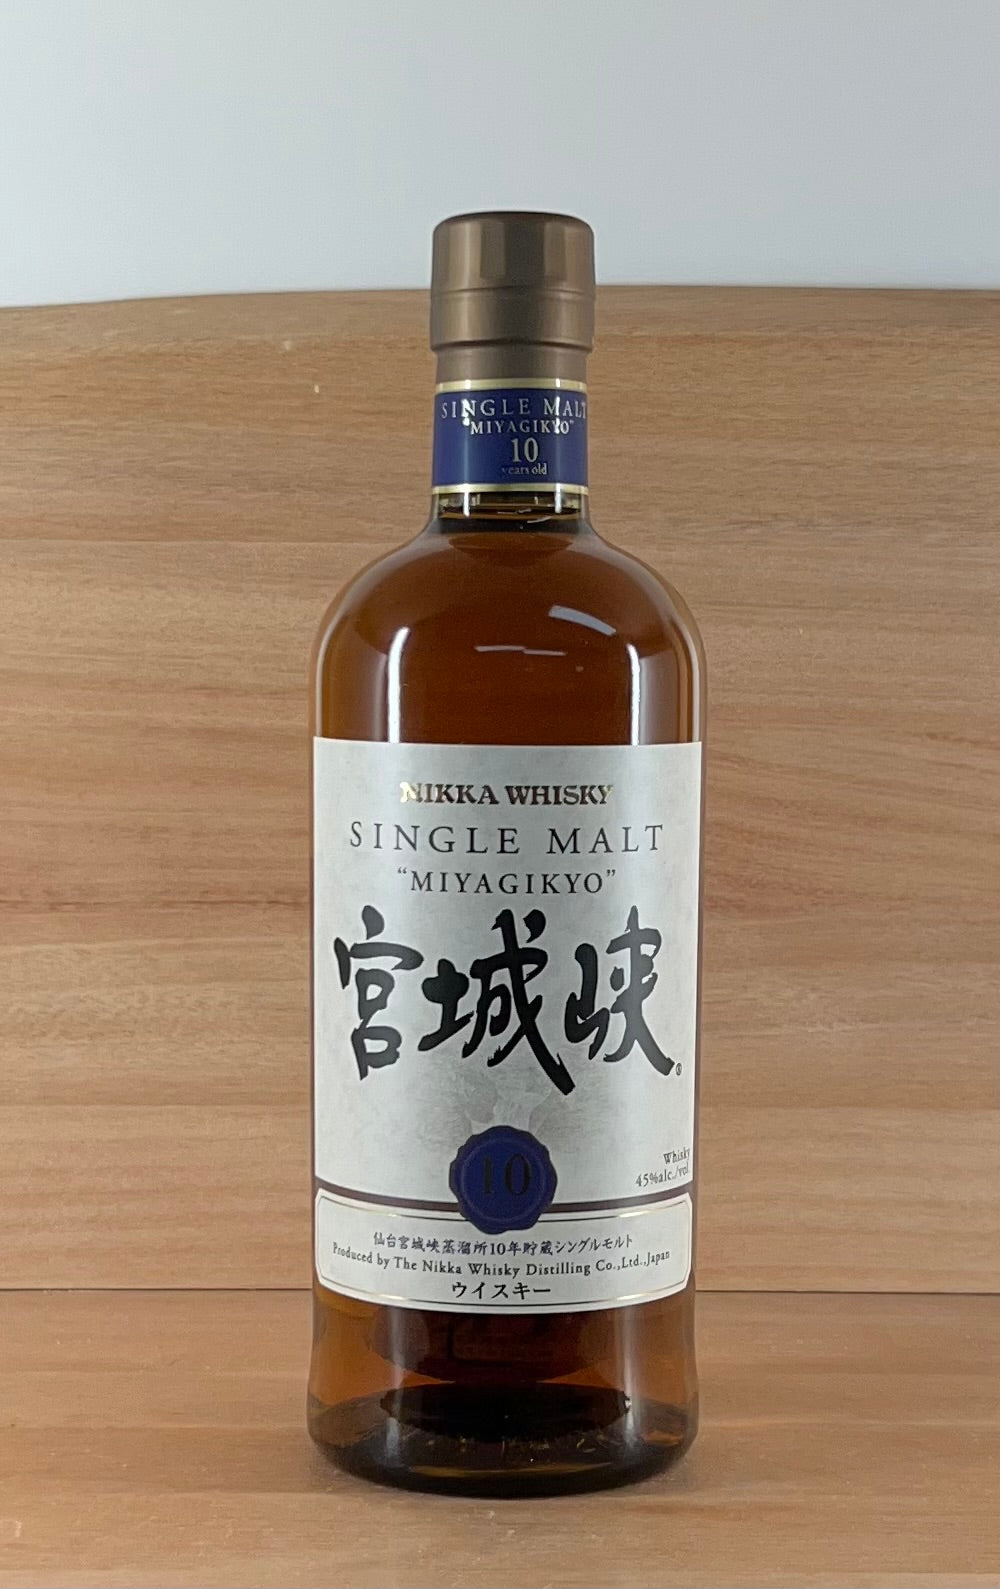 SINGLE MALT
"MIYAGIKYO"
10
years old
NIKKA WHISKY
SINGLE MALT
“MIYAGIKYO”
宮城峡
®
10
Whisky
45%alc./vol.
仙台宮城峡蒸溜所10年貯蔵シングルモルト
Produced by The Nikka Whisky Distilling Co.,Ltd.,Japan
ウイスキー